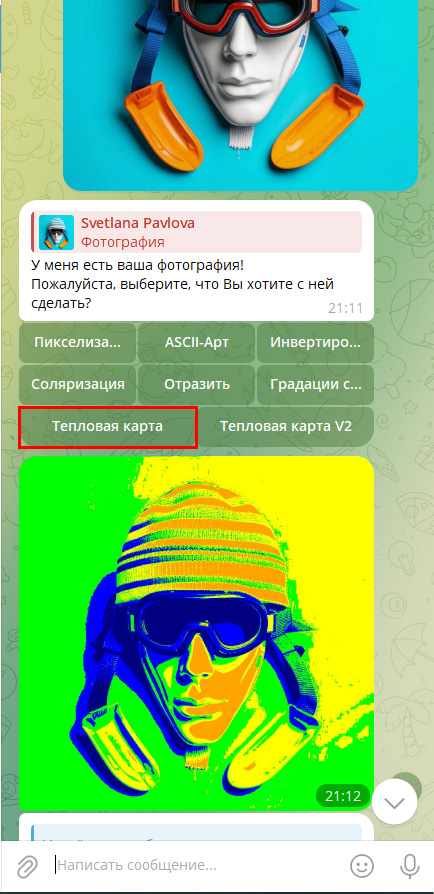 Svetlana Pavlova
Фотография
У меня есть ваша фотография!
Пожалуйста, выберите, что Вы хотите с ней
сделать?
21:11
Пикселиза...
ASCII-Арт
Инвертиро...
Соляризация
Отразить
Градации с...
Тепловая карта
Тепловая карта V2
21:12
Написать сообщение...